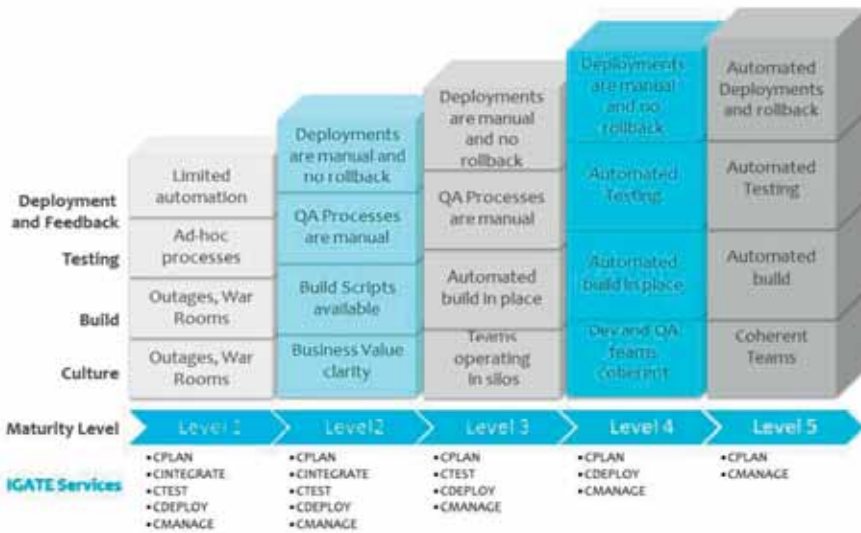 Deployment
and Feedback
Testing
Build
Culture
Limited
automation
Ad-hoc
processes
Outages, War
Rooms
Outages, War
Rooms
Deployments
are manual and
no rollback
QA Processes
are manual
Build Scripts
available
Business Value
clarity
Deployments
are manual
and no
rollback
QA Processes
are manual
Automated
build in place
Teams
operating
in silos
Deployments
are manual
and no
rollback
Automated
Testing
Automated
build in place
Dev and QA
teams
coherent
Automated
Deployments
and rollback
Automated
Testing
Automated
build
Coherent
Teams
Maturity Level
Level 1
Level 2
Level 3
Level 4
Level 5
IGATE Services
•CPLAN
•CINTEGRATE
•CTEST
•CDEPLOY
•CMANAGE
•CPLAN
•CINTEGRATE
•CTEST
•CDEPLOY
•CMANAGE
•CPLAN
•CTEST
•CDEPLOY
•CMANAGE
•CPLAN
•CDEPLOY
•CMANAGE
•CPLAN
•CMANAGE